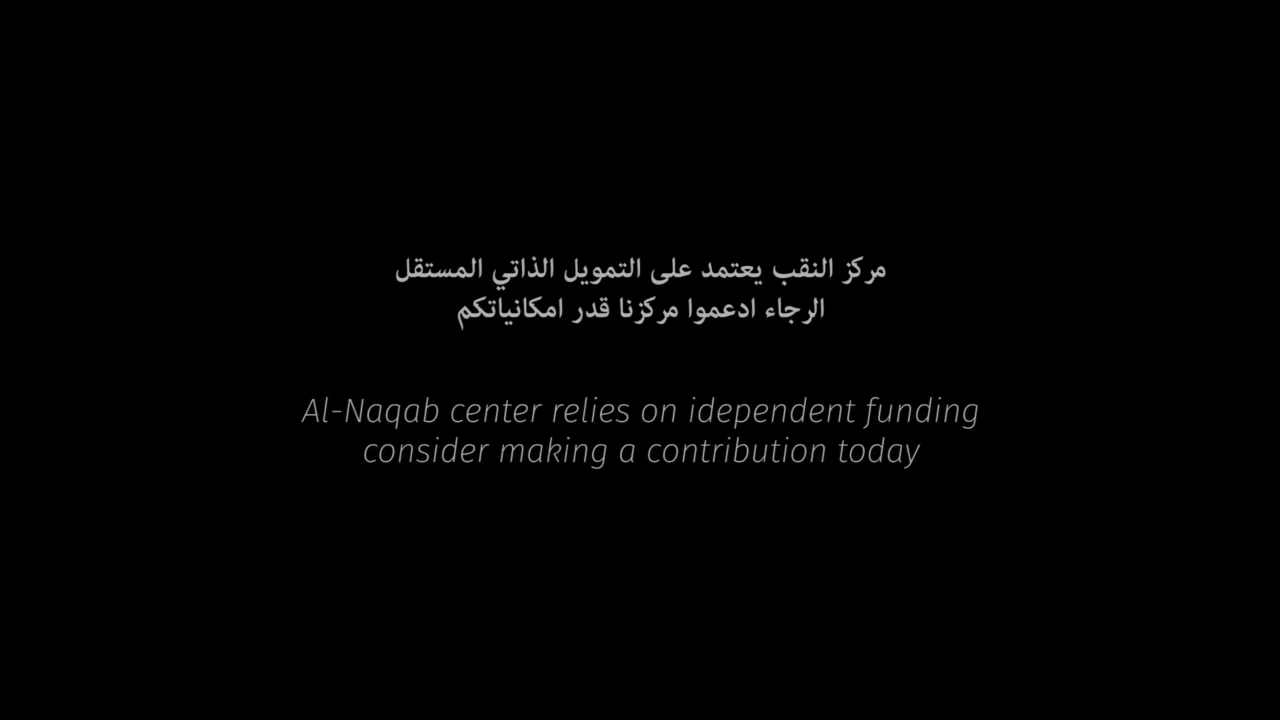 مركز النقب يعتمد على التمويل الذاتي المستقل
الرجاء ادعموا مركزنا قدر امكانياتكم
Al-Naqab center relies on idependent funding
consider making a contribution today